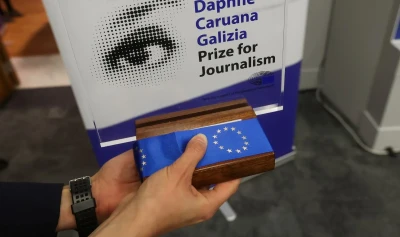 Daphne
Caruana
Galizia
Prize for
Journalism